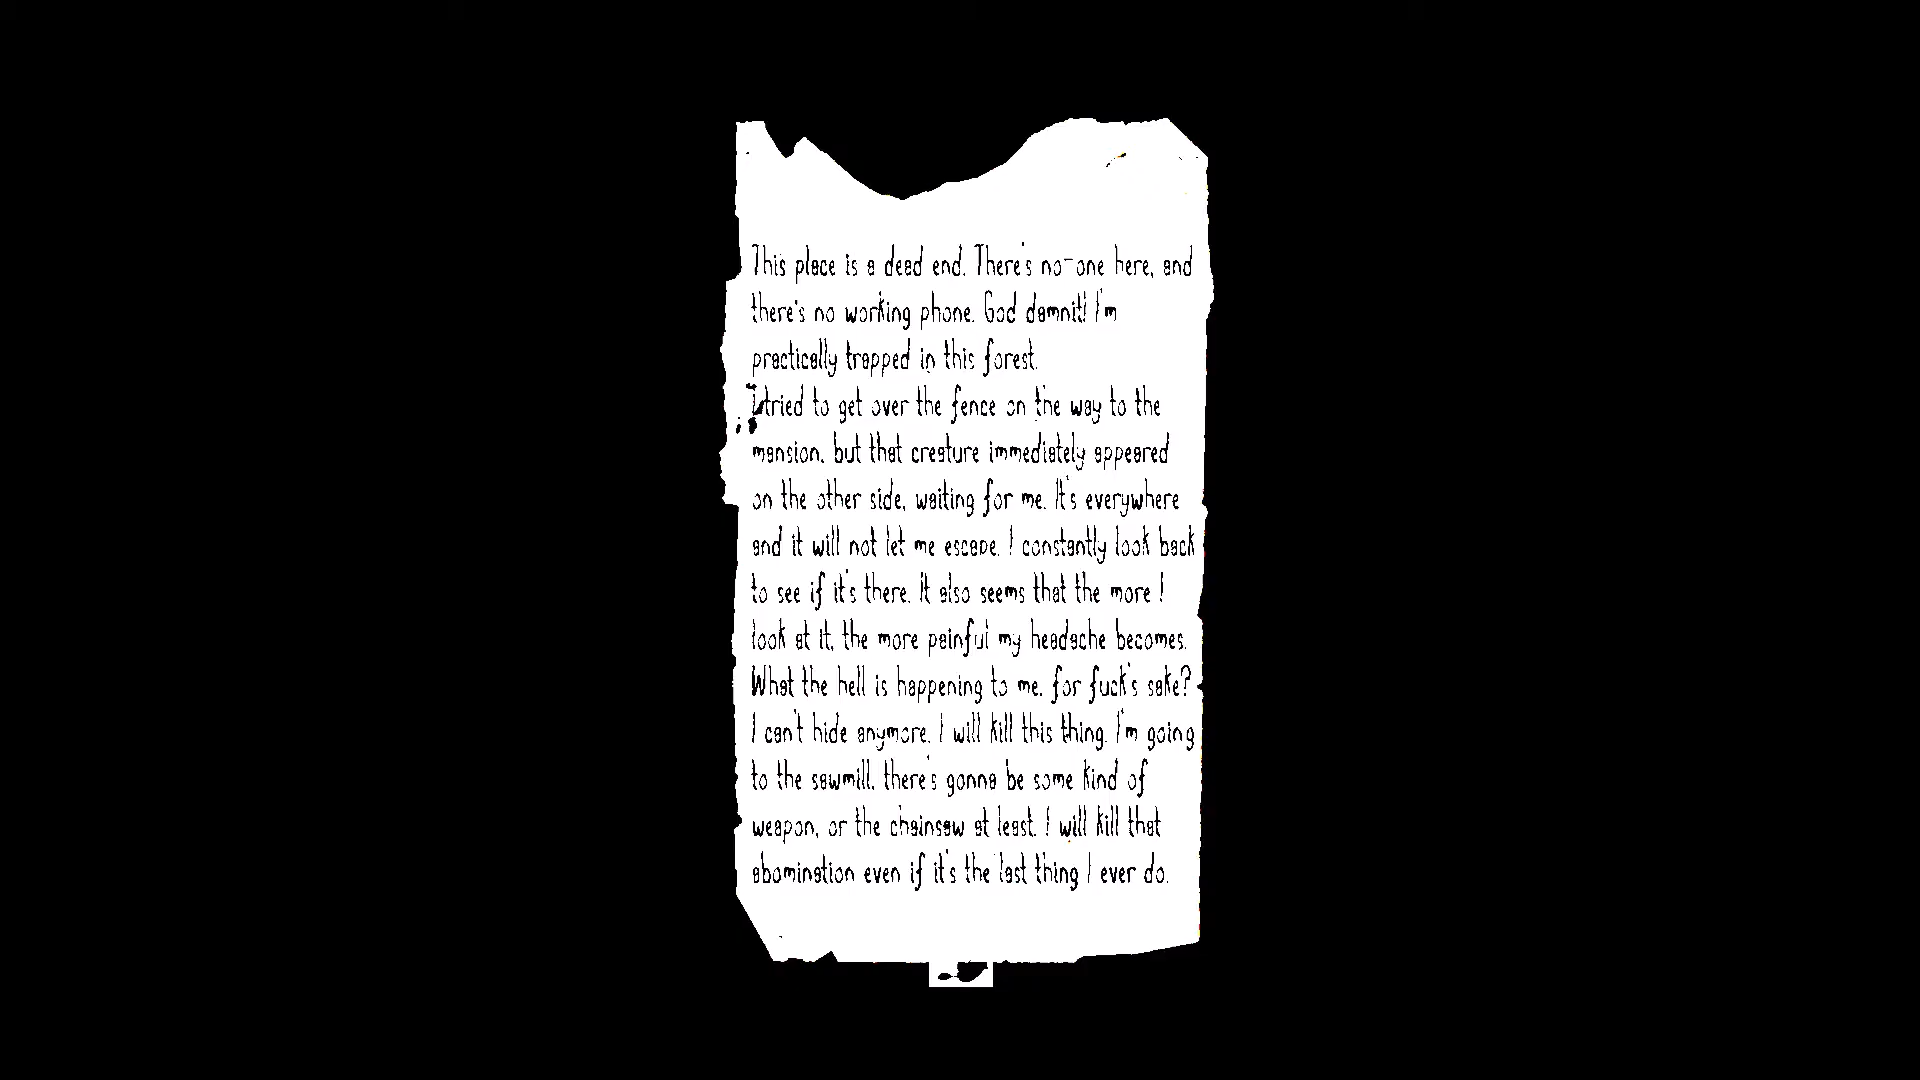 This place is a dead end. There's no-one here, and
there's no working phone. God damnit! I'm
practically trapped in this forest.
I tried to get over the fence on the way to the
mansion, but that creature immediately appeared
on the other side, waiting for me. It's everywhere
and it will not let me escape. I constantly look back
to see if it's there. It also seems that the more I
look at it, the more painful my headache becomes.
What the hell is happening to me, for fuck's sake?
I can't hide anymore. I will kill this thing. I'm going
to the sawmill, there's gonna be some kind of
weapon, or the chainsaw at least. I will kill that
abomination even if it's the last thing I ever do.